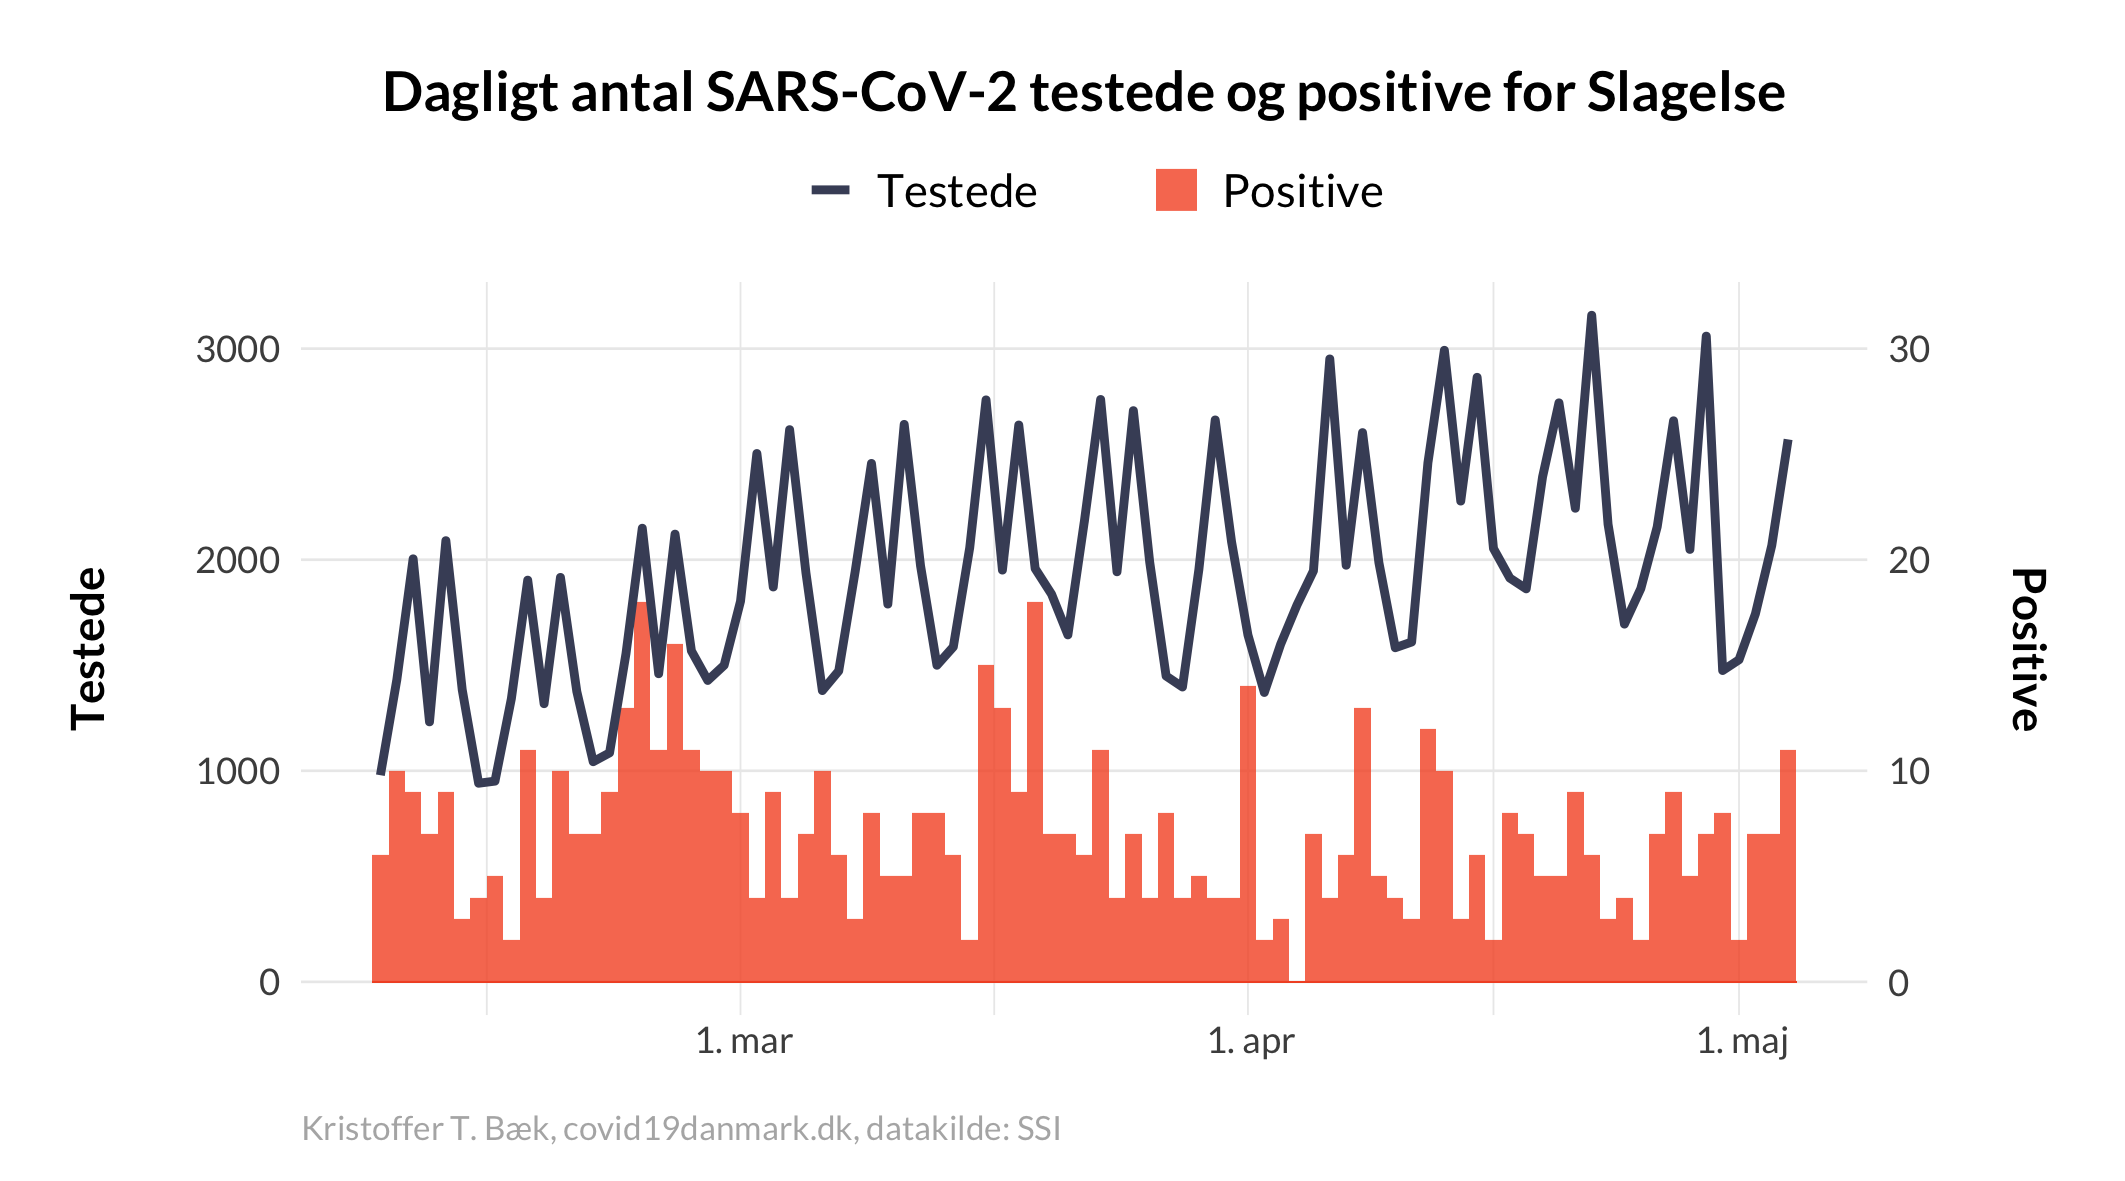 Dagligt antal SARS-CoV-2 testede og positive for Slagelse
Testede
Positive
3000
2000
1000
0
30
20
10
0
Testede
Positive
1. mar
1. apr
1. maj
Kristoffer T. Bæk, covid19danmark.dk, datakilde: SSI